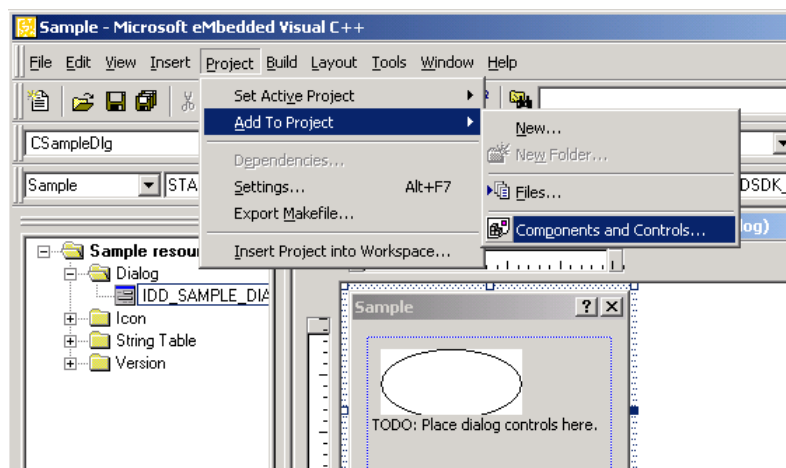 Sample - Microsoft eMbedded Visual C++
File Edit View Insert Project Build Layout Tools Window Help
Set Active Project
Add To Project
New...
CSampleDlg
Dependencies...
New Folder...
Sample STA
Settings... Alt+F7
Files...
DSDK_
Export Makefile...
Components and Controls...
log)
Sample resou
Insert Project into Workspace...
Dialog
IDD_SAMPLE_DIA
Sample
Icon
String Table
Version
TODO: Place dialog controls here.